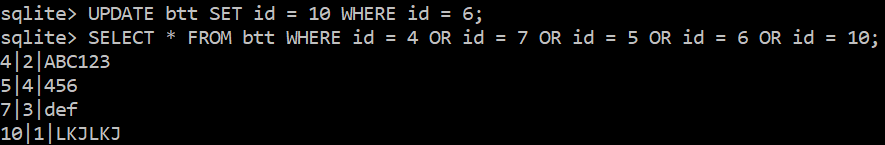 sqlite> UPDATE btt SET id = 10 WHERE id = 6;
sqlite> SELECT * FROM btt WHERE id = 4 OR id = 7 OR id = 5 OR id = 6 OR id = 10;
4|2|ABC123
5|4|456
7|3|def
10|1|LKJLKJ